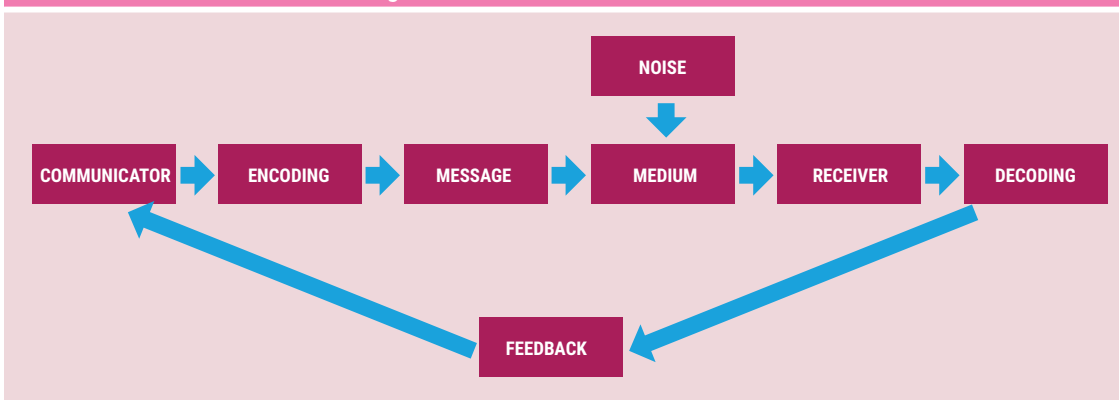 NOISE
COMMUNICATOR
ENCODING
MESSAGE
MEDIUM
RECEIVER
DECODING
FEEDBACK